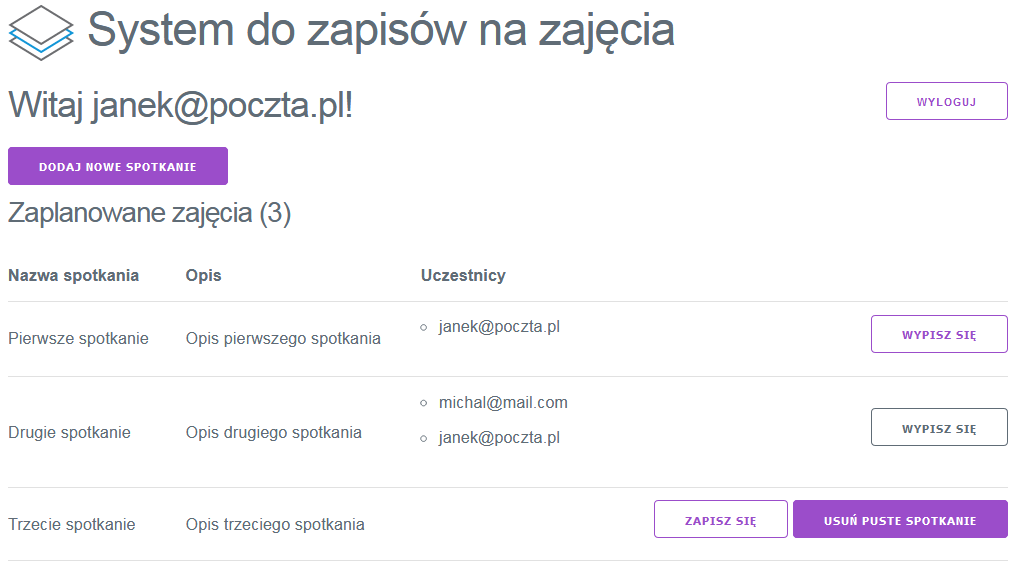 System do zapisów na zajęcia
Witaj janek@poczta.pl!
WYLOGUJ
DODAJ NOWE SPOTKANIE
Zaplanowane zajęcia (3)
Nazwa spotkania Opis Uczestnicy
Pierwsze spotkanie Opis pierwszego spotkania janek@poczta.pl WYPISZ SIĘ
Drugie spotkanie Opis drugiego spotkania michal@mail.com
janek@poczta.pl WYPISZ SIĘ
Trzecie spotkanie Opis trzeciego spotkania ZAPISZ SIĘ USUŃ PUSTE SPOTKANIE